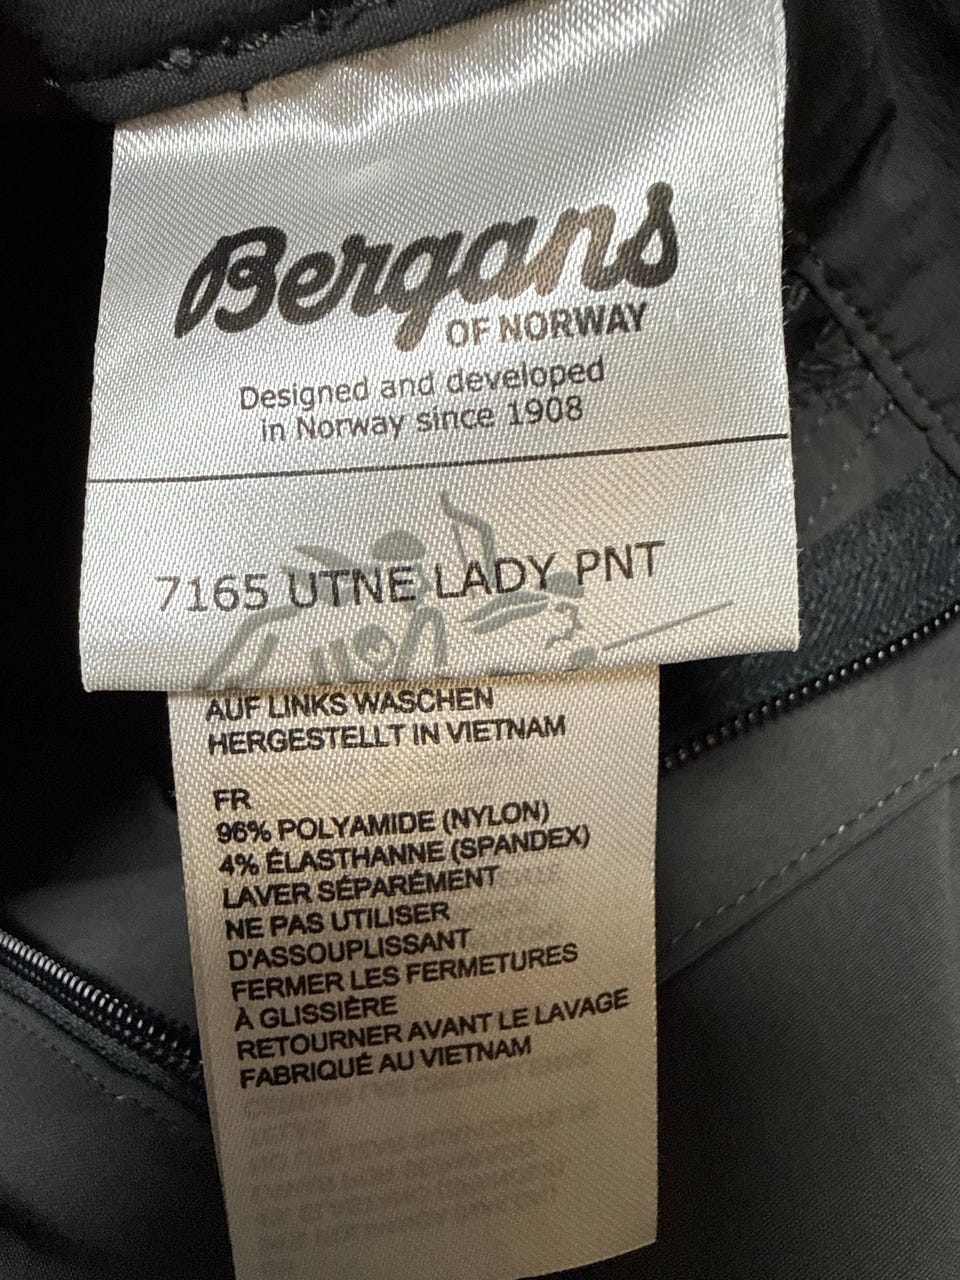 Bergans
OF NORWAY
Designed and developed
in Norway since 1908
7165 UTNE LADY PNT
AUF LINKS WASCHEN
HERGESTELLT IN VIETNAM
FR
96% POLYAMIDE (NYLON)
4% ÉLASTHANNE (SPANDEX)
LAVER SÉPARÉMENT
NE PAS UTILISER
D'ASSOUPLISSANT
FERMER LES FERMETURES
À GLISSIÈRE
RETOURNER AVANT LE LAVAGE
FABRIQUÉ AU VIETNAM